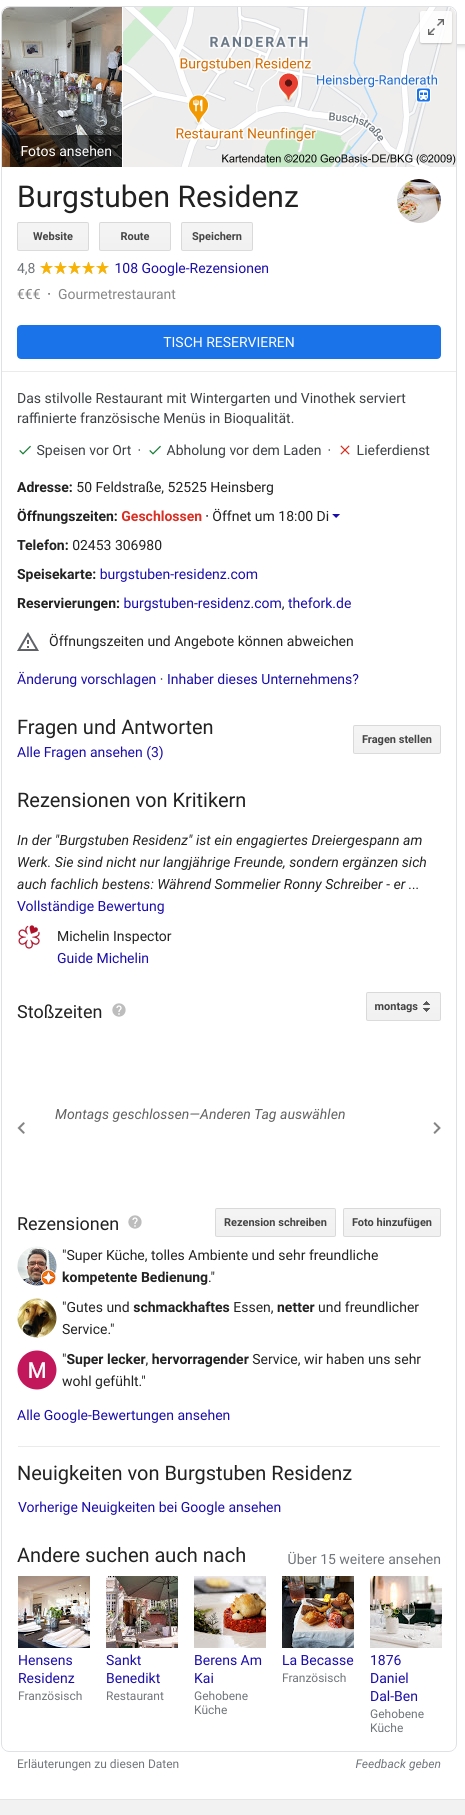 RANDERATH
Burgstuben Residenz
Heinsberg-Randerath
Buschstraße
Restaurant Neunfinger
Fotos ansehen
Kartendaten ©2020 GeoBasis-DE/BKG (©2009)
Burgstuben Residenz
Website Route Speichern
4,8 ★★★★★ 108 Google-Rezensionen
€€€ · Gourmetrestaurant
TISCH RESERVIEREN
Das stilvolle Restaurant mit Wintergarten und Vinothek serviert
raffinierte französische Menüs in Bioqualität.
✓ Speisen vor Ort · ✓ Abholung vor dem Laden · ✕ Lieferdienst
Adresse: 50 Feldstraße, 52525 Heinsberg
Öffnungszeiten: Geschlossen · Öffnet um 18:00 Di
Telefon: 02453 306980
Speisekarte: burgstuben-residenz.com
Reservierungen: burgstuben-residenz.com, thefork.de
Öffnungszeiten und Angebote können abweichen
Änderung vorschlagen · Inhaber dieses Unternehmens?
Fragen und Antworten
Fragen stellen
Alle Fragen ansehen (3)
Rezensionen von Kritikern
In der "Burgstuben Residenz" ist ein engagiertes Dreiergespann am
Werk. Sie sind nicht nur langjährige Freunde, sondern ergänzen sich
auch fachlich bestens: Während Sommelier Ronny Schreiber - er ...
Vollständige Bewertung
Michelin Inspector
Guide Michelin
Stoßzeiten ? montags
Montags geschlossen—Anderen Tag auswählen
Rezensionen ? Rezension schreiben Foto hinzufügen
"Super Küche, tolles Ambiente und sehr freundliche
kompetente Bedienung."
"Gutes und schmackhaftes Essen, netter und freundlicher
Service."
M
"Super lecker, hervorragender Service, wir haben uns sehr
wohl gefühlt."
Alle Google-Bewertungen ansehen
Neuigkeiten von Burgstuben Residenz
Vorherige Neuigkeiten bei Google ansehen
Andere suchen auch nach Über 15 weitere ansehen
Hensens
Residenz
Französisch
Sankt
Benedikt
Restaurant
Berens Am
Kai
Gehobene
Küche
La Becasse
Französisch
1876
Daniel
Dal-Ben
Gehobene
Küche
Erläuterungen zu diesen Daten Feedback geben